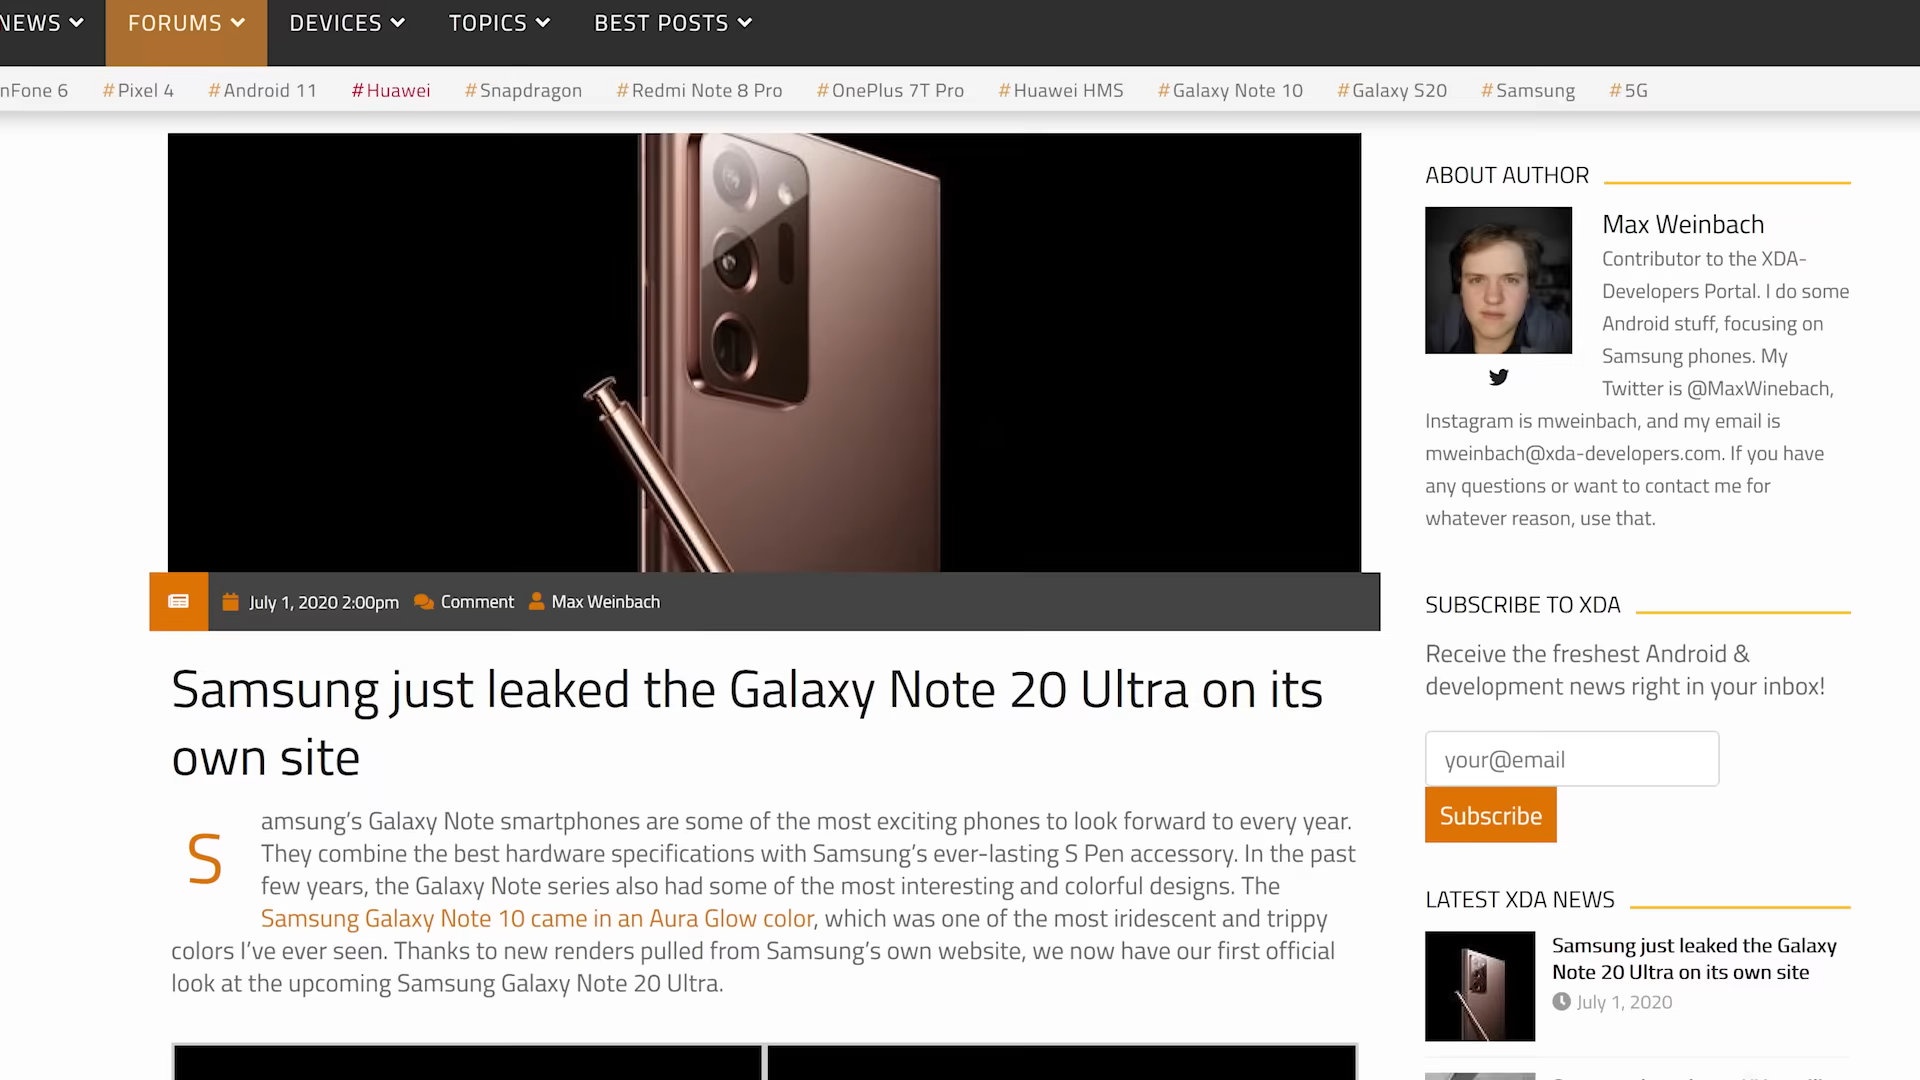 NEWS
FORUMS
DEVICES
TOPICS
BEST POSTS
nFone 6
#Pixel 4
#Android 11
#Huawei
#Snapdragon
#Redmi Note 8 Pro
#OnePlus 7T Pro
#Huawei HMS
#Galaxy Note 10
#Galaxy S20
#Samsung
#5G
July 1, 2020 2:00pm
Comment
Max Weinbach
Samsung just leaked the Galaxy Note 20 Ultra on its
own site
Samsung’s Galaxy Note smartphones are some of the most exciting phones to look forward to every year.
They combine the best hardware specifications with Samsung’s ever-lasting S Pen accessory. In the past
few years, the Galaxy Note series also had some of the most interesting and colorful designs. The
Samsung Galaxy Note 10 came in an Aura Glow color, which was one of the most iridescent and trippy
colors I’ve ever seen. Thanks to new renders pulled from Samsung’s own website, we now have our first official
look at the upcoming Samsung Galaxy Note 20 Ultra.
ABOUT AUTHOR
Max Weinbach
Contributor to the XDA-
Developers Portal. I do some
Android stuff, focusing on
Samsung phones. My
Twitter is @MaxWinebach,
Instagram is mweinbach, and my email is
mweinbach@xda-developers.com. If you have
any questions or want to contact me for
whatever reason, use that.
SUBSCRIBE TO XDA
Receive the freshest Android &
development news right in your inbox!
your@email
Subscribe
LATEST XDA NEWS
Samsung just leaked the Galaxy
Note 20 Ultra on its own site
July 1, 2020